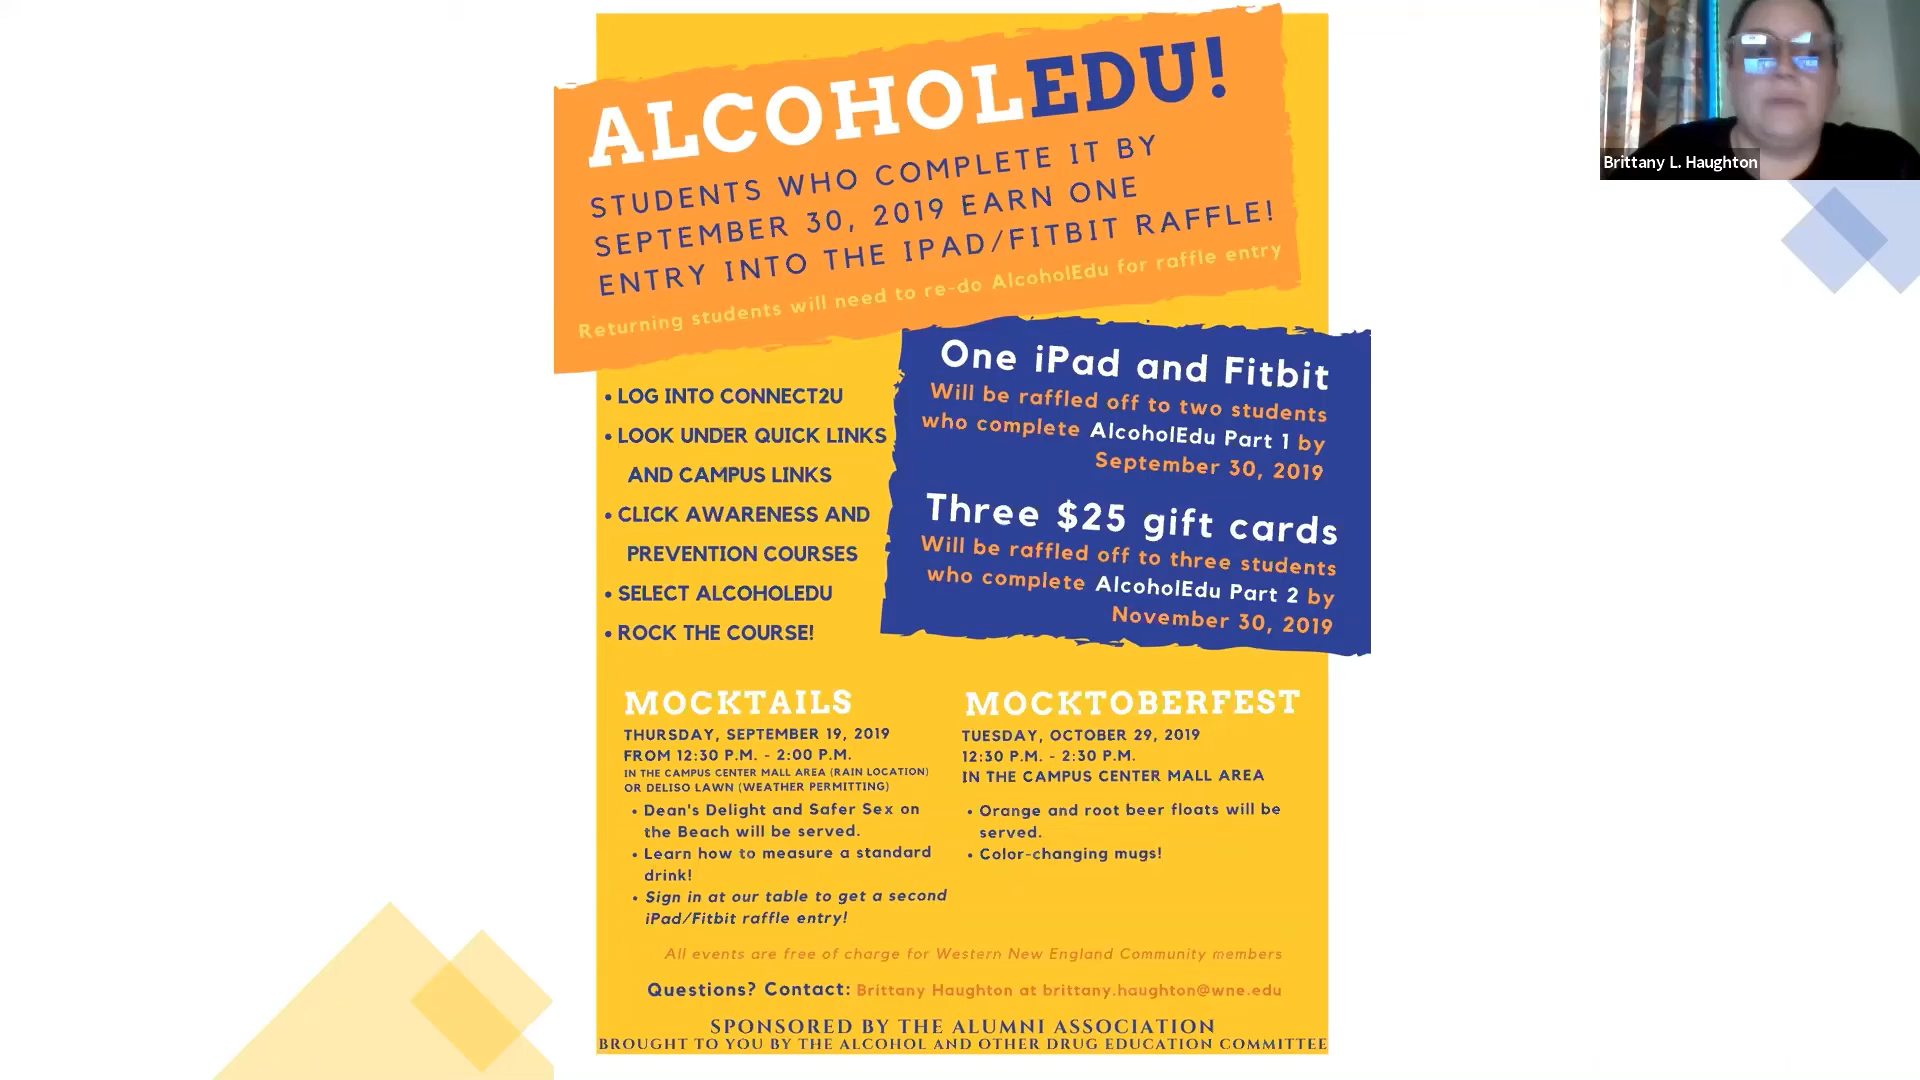 ALCOHOLEDU!
STUDENTS WHO COMPLETE IT BY
SEPTEMBER 30, 2019 EARN ONE
ENTRY INTO THE IPAD/FITBIT RAFFLE!
Returning students will need to re-do AlcoholEdu for raffle entry
• LOG INTO CONNECT2U
• LOOK UNDER QUICK LINKS
AND CAMPUS LINKS
• CLICK AWARENESS AND
PREVENTION COURSES
• SELECT ALCOHOLEDU
• ROCK THE COURSE!
One iPad and Fitbit
Will be raffled off to two students
who complete AlcoholEdu Part 1 by
September 30, 2019
Three $25 gift cards
Will be raffled off to three students
who complete AlcoholEdu Part 2 by
November 30, 2019
MOCKTAILS
THURSDAY, SEPTEMBER 19, 2019
FROM 12:30 P.M. - 2:00 P.M.
IN THE CAMPUS CENTER MALL AREA (RAIN LOCATION)
OR DELISO LAWN (WEATHER PERMITTING)
• Dean's Delight and Safer Sex on
the Beach will be served.
• Learn how to measure a standard
drink!
• Sign in at our table to get a second
iPad/Fitbit raffle entry!
MOCKTOBERFEST
TUESDAY, OCTOBER 29, 2019
12:30 P.M. - 2:30 P.M.
IN THE CAMPUS CENTER MALL AREA
• Orange and root beer floats will be
served.
• Color-changing mugs!
All events are free of charge for Western New England Community members
Questions? Contact: Brittany Haughton at brittany.haughton@wne.edu
SPONSORED BY THE ALUMNI ASSOCIATION
BROUGHT TO YOU BY THE ALCOHOL AND OTHER DRUG EDUCATION COMMITTEE
Brittany L. Haughton